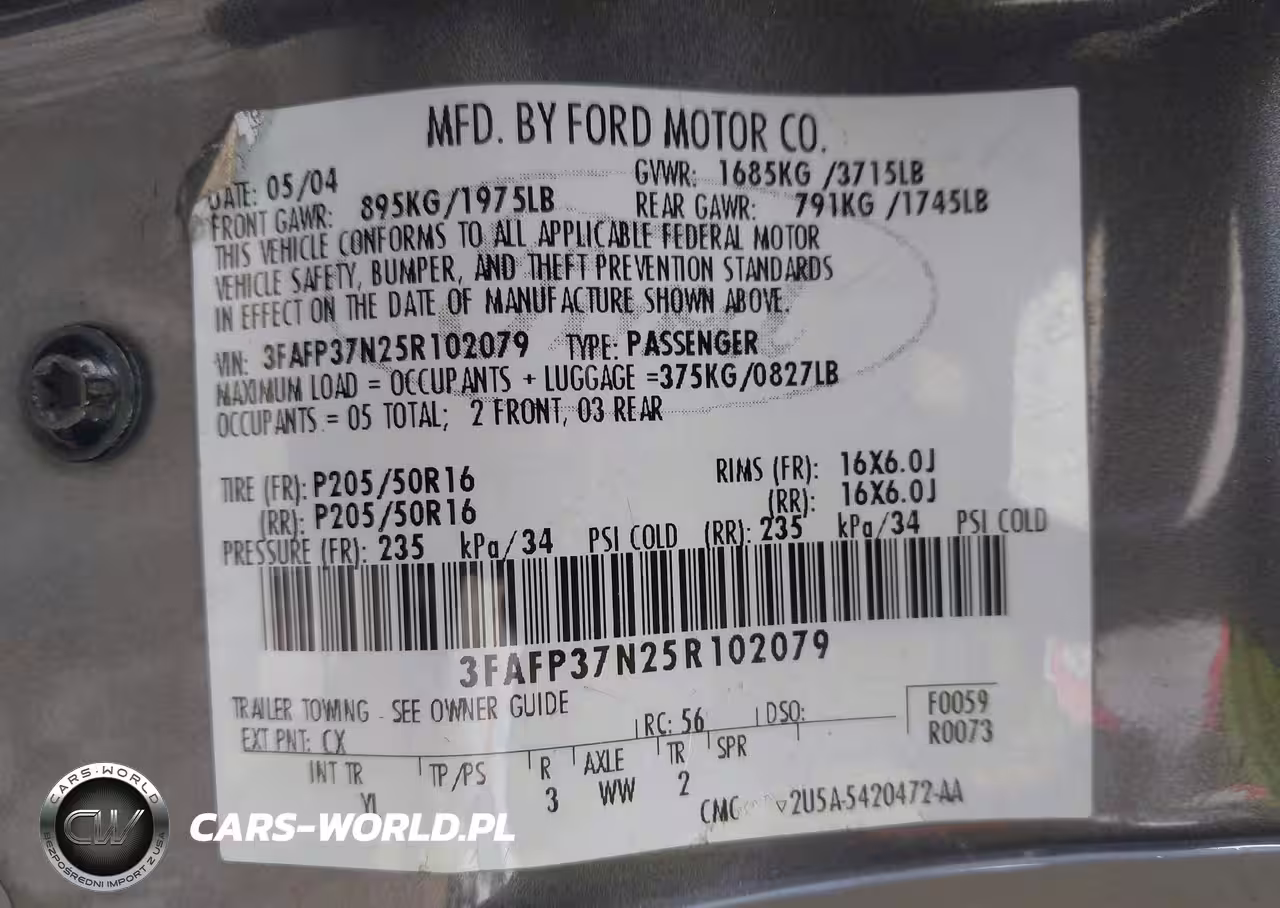 MFD. BY FORD MOTOR CO.
DATE: 05/04 GVWR: 1685KG /3715LB
FRONT GAWR: 895KG/1975LB REAR GAWR: 791KG /1745LB
THIS VEHICLE CONFORMS TO ALL APPLICABLE FEDERAL MOTOR
VEHICLE SAFETY, BUMPER, AND THEFT PREVENTION STANDARDS
IN EFFECT ON THE DATE OF MANUFACTURE SHOWN ABOVE.
VIN: 3FAFP37N25R102079 TYPE: PASSENGER
MAXIMUM LOAD = OCCUPANTS + LUGGAGE =375KG/0827LB
OCCUPANTS = 05 TOTAL; 2 FRONT, 03 REAR
TIRE (FR): P205/50R16 RIMS (FR): 16X6.0J
(RR): P205/50R16 (RR): 16X6.0J
PRESSURE (FR): 235 kPa/34 PSI COLD (RR): 235 kPa/34 PSI COLD
3FAFP37N25R102079
TRAILER TOWING - SEE OWNER GUIDE
EXT PNT: CX RC: 56 DSO: F0059
R0073
INT TR TP/PS R AXLE TR SPR
YL 3 WW 2
CMC 2U5A-5420472-AA
CARS-WORLD
CW
BEZPOŚREDNI IMPORT Z USA
CARS-WORLD.PL